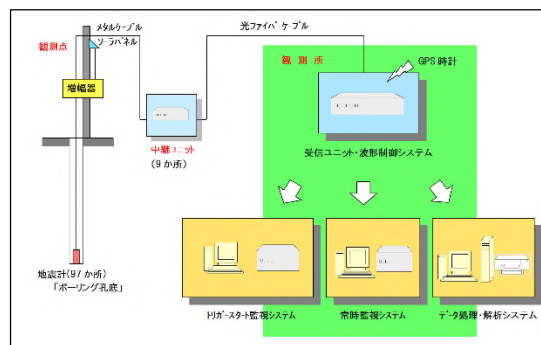 メタルケーブル
光ファイバーケーブル
観測点
ソーラパネル
観 測 所
GPS 時計
増幅器
中継ユニット
(9 か所)
受信ユニット・波形制御システム
地震計(97 か所)
「ボーリング孔底」
トリガースタート監視システム
常時監視システム
データ処理・解析システム